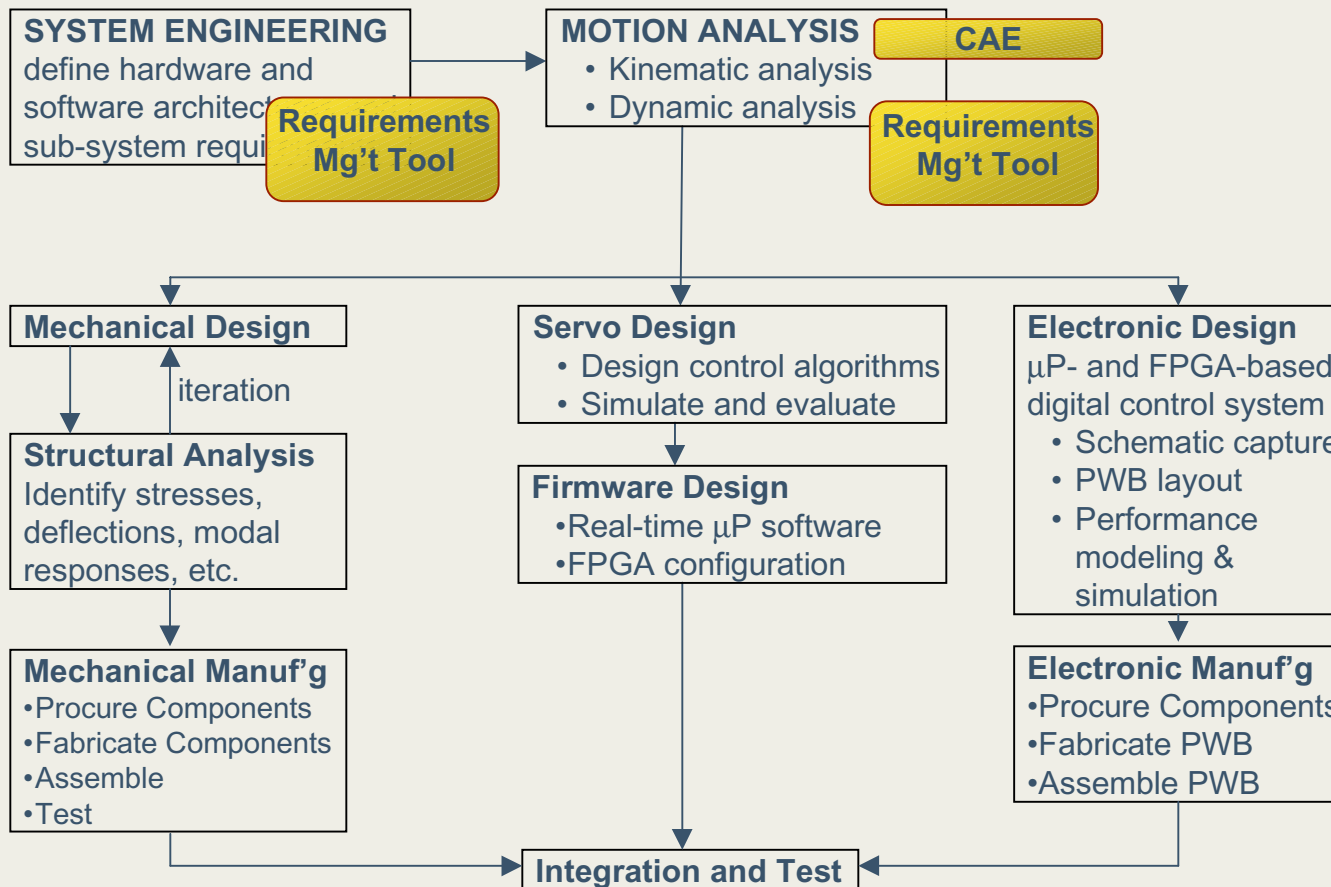 SYSTEM ENGINEERING
define hardware and
software architect
sub-system requi
Requirements
Mg't Tool
MOTION ANALYSIS
• Kinematic analysis
• Dynamic analysis
CAE
Requirements
Mg't Tool
Mechanical Design
iteration
Structural Analysis
Identify stresses,
deflections, modal
responses, etc.
Mechanical Manuf'g
•Procure Components
•Fabricate Components
•Assemble
•Test
Servo Design
• Design control algorithms
• Simulate and evaluate
Firmware Design
•Real-time µP software
•FPGA configuration
Electronic Design
µP- and FPGA-based
digital control system
• Schematic capture
• PWB layout
• Performance
modeling &
simulation
Electronic Manuf'g
•Procure Components
•Fabricate PWB
•Assemble PWB
Integration and Test